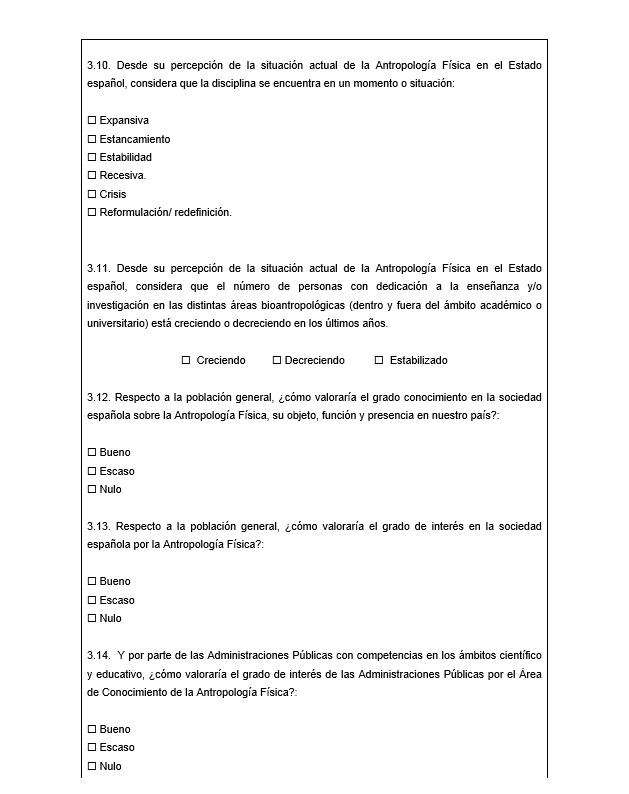 3.10. Desde su percepción de la situación actual de la Antropología Física en el Estado
español, considera que la disciplina se encuentra en un momento o situación:
☐ Expansiva
☐ Estancamiento
☐ Estabilidad
☐ Recesiva.
☐ Crisis
☐ Reformulación/ redefinición.
3.11. Desde su percepción de la situación actual de la Antropología Física en el Estado
español, considera que el número de personas con dedicación a la enseñanza y/o
investigación en las distintas áreas bioantropológicas (dentro y fuera del ámbito académico o
universitario) está creciendo o decreciendo en los últimos años.
☐ Creciendo ☐ Decreciendo ☐ Estabilizado
3.12. Respecto a la población general, ¿cómo valoraría el grado conocimiento en la sociedad
española sobre la Antropología Física, su objeto, función y presencia en nuestro país?:
☐ Bueno
☐ Escaso
☐ Nulo
3.13. Respecto a la población general, ¿cómo valoraría el grado de interés en la sociedad
española por la Antropología Física?:
☐ Bueno
☐ Escaso
☐ Nulo
3.14. Y por parte de las Administraciones Públicas con competencias en los ámbitos científico
y educativo, ¿cómo valoraría el grado de interés de las Administraciones Públicas por el Área
de Conocimiento de la Antropología Física?:
☐ Bueno
☐ Escaso
☐ Nulo